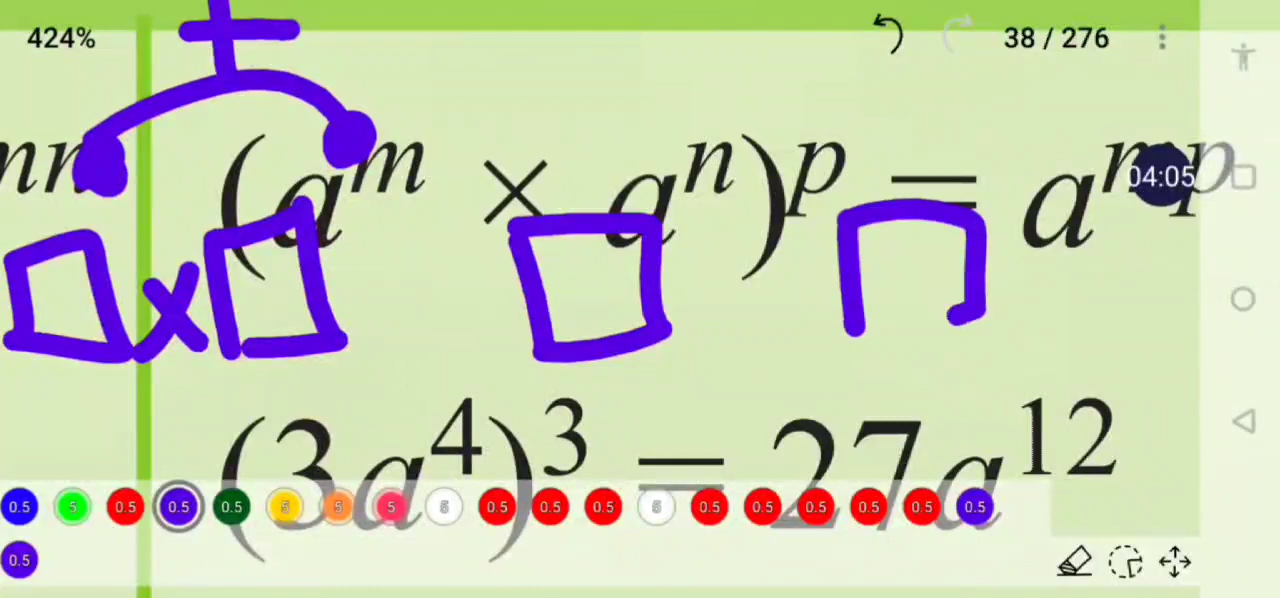 424% 38 / 276
(a^m × a^n)^p = a^mp
04:05
×
(3a^4)^3 = 27a^12
0.5 5 0.5 0.5 0.5 5 5 5 5 0.5 0.5 0.5 5 0.5 0.5 0.5 0.5 0.5 0.5
0.5